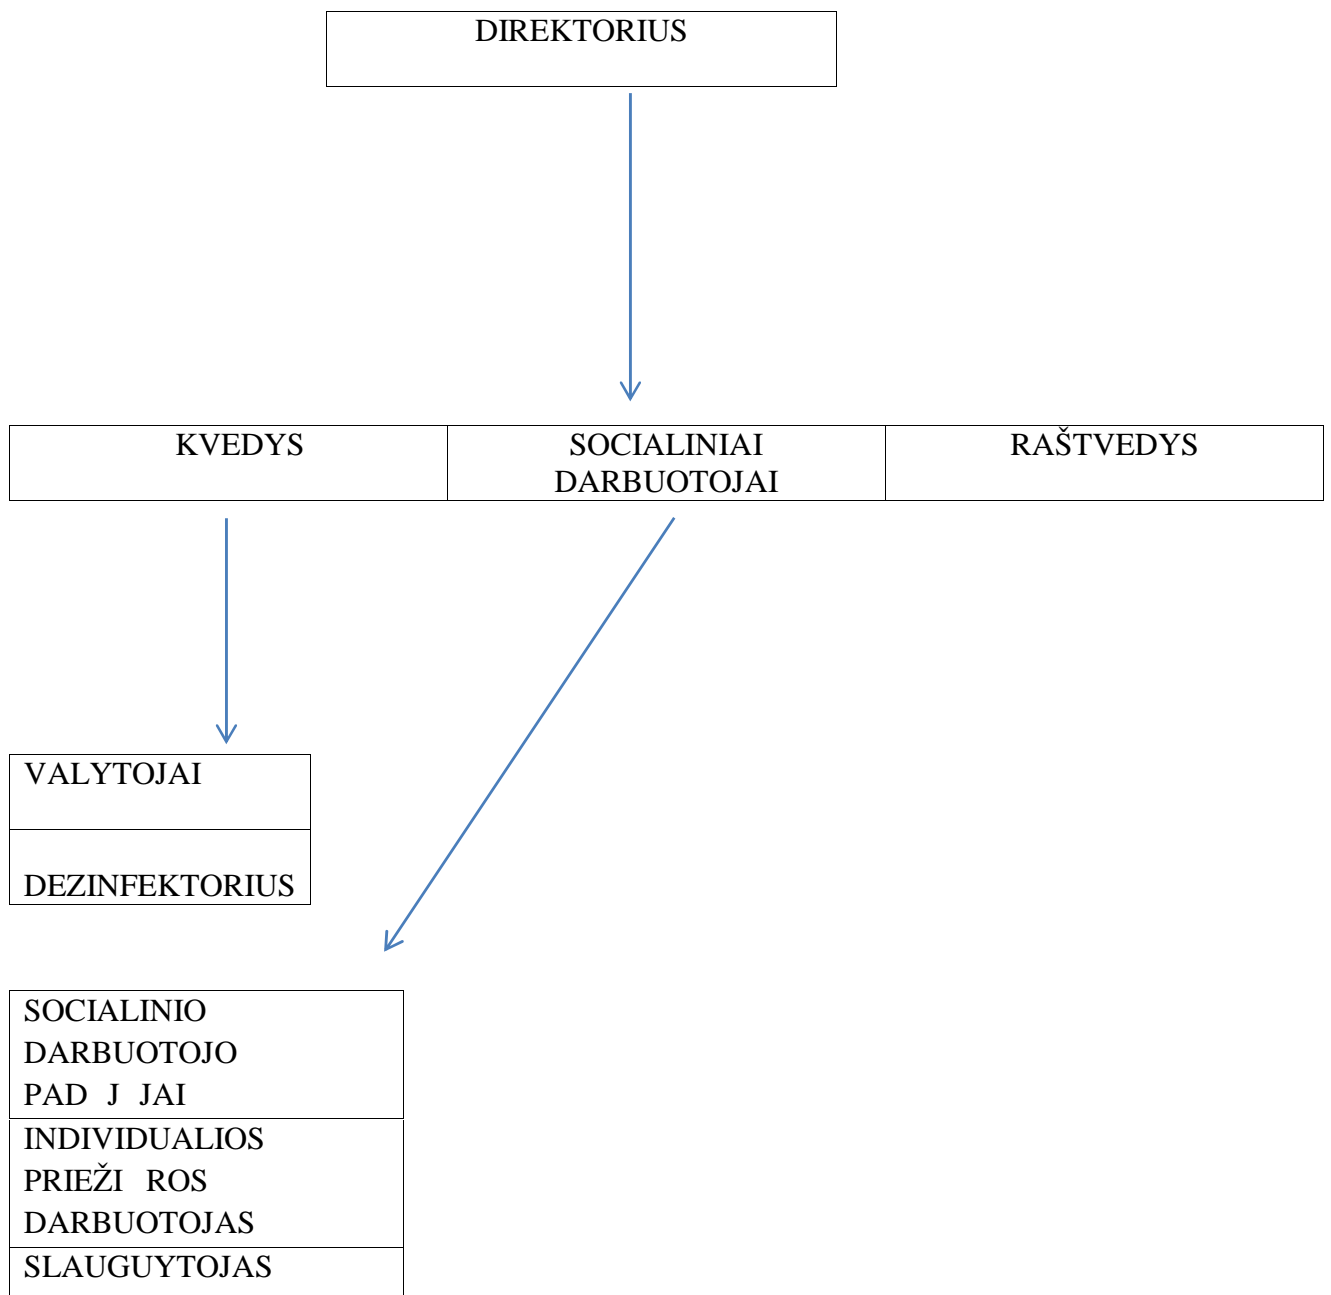 DIREKTORIUS
KVEDYS
SOCIALINIAI
DARBUOTOJAI
RAŠTVEDYS
VALYTOJAI
DEZINFEKTORIUS
SOCIALINIO
DARBUOTOJO
PAD J JAI
INDIVIDUALIOS
PRIEŽI ROS
DARBUOTOJAS
SLAUGUYTOJAS